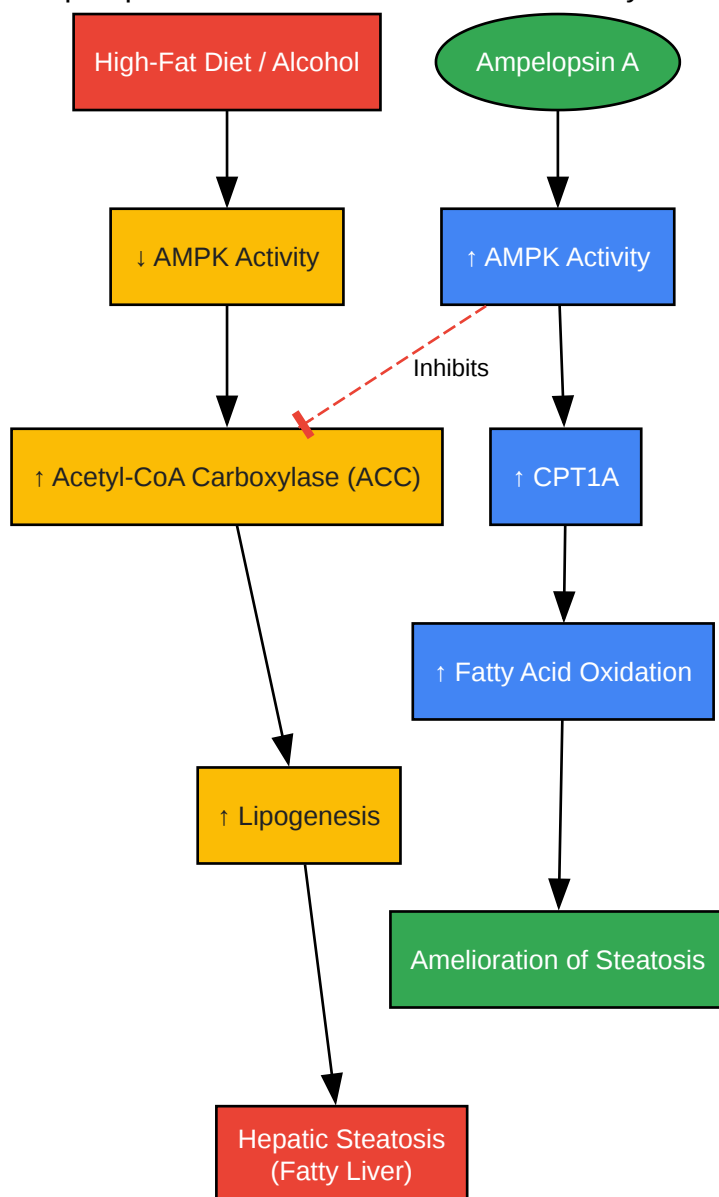 High-Fat Diet / Alcohol
Ampelopsin A
↓ AMPK Activity
↑ AMPK Activity
Inhibits
↑ Acetyl-CoA Carboxylase (ACC)
↑ CPT1A
↑ Fatty Acid Oxidation
↑ Lipogenesis
Amelioration of Steatosis
Hepatic Steatosis
(Fatty Liver)